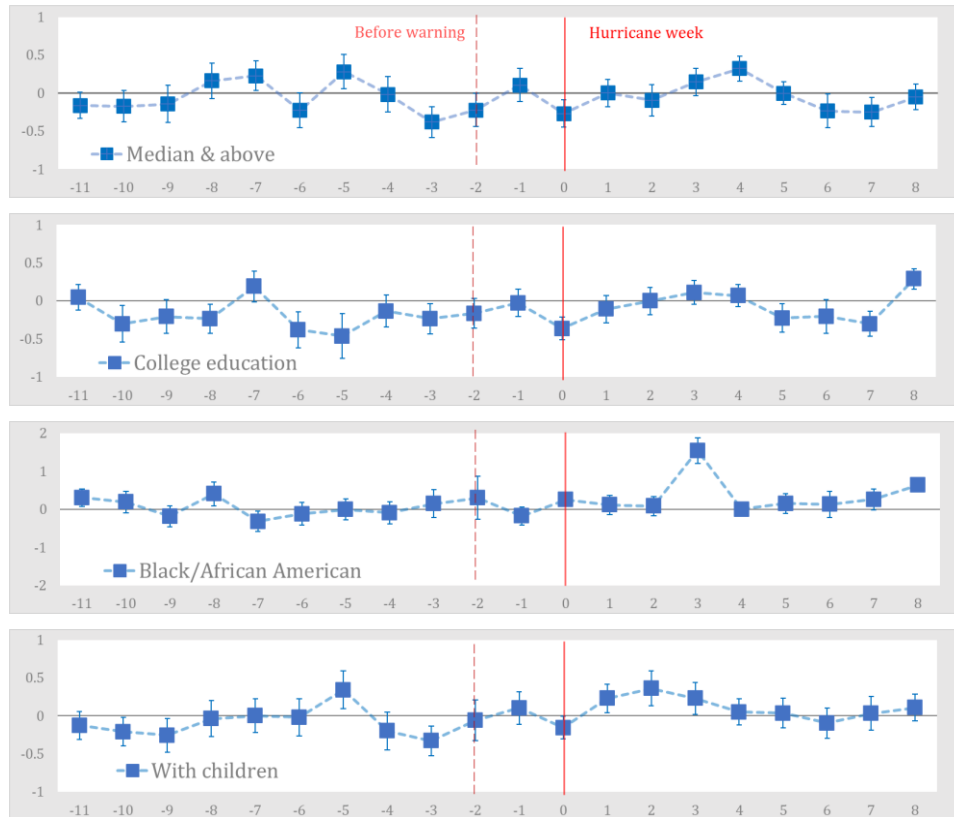 1
Before warning
Hurricane week
0.5
0
-0.5
Median & above
-1
-11 -10 -9 -8 -7 -6 -5 -4 -3 -2 -1 0 1 2 3 4 5 6 7 8
1
0.5
0
-0.5
College education
-1
-11 -10 -9 -8 -7 -6 -5 -4 -3 -2 -1 0 1 2 3 4 5 6 7 8
2
1
0
-1
Black/African American
-2
-11 -10 -9 -8 -7 -6 -5 -4 -3 -2 -1 0 1 2 3 4 5 6 7 8
1
0.5
0
-0.5
With children
-1
-11 -10 -9 -8 -7 -6 -5 -4 -3 -2 -1 0 1 2 3 4 5 6 7 8